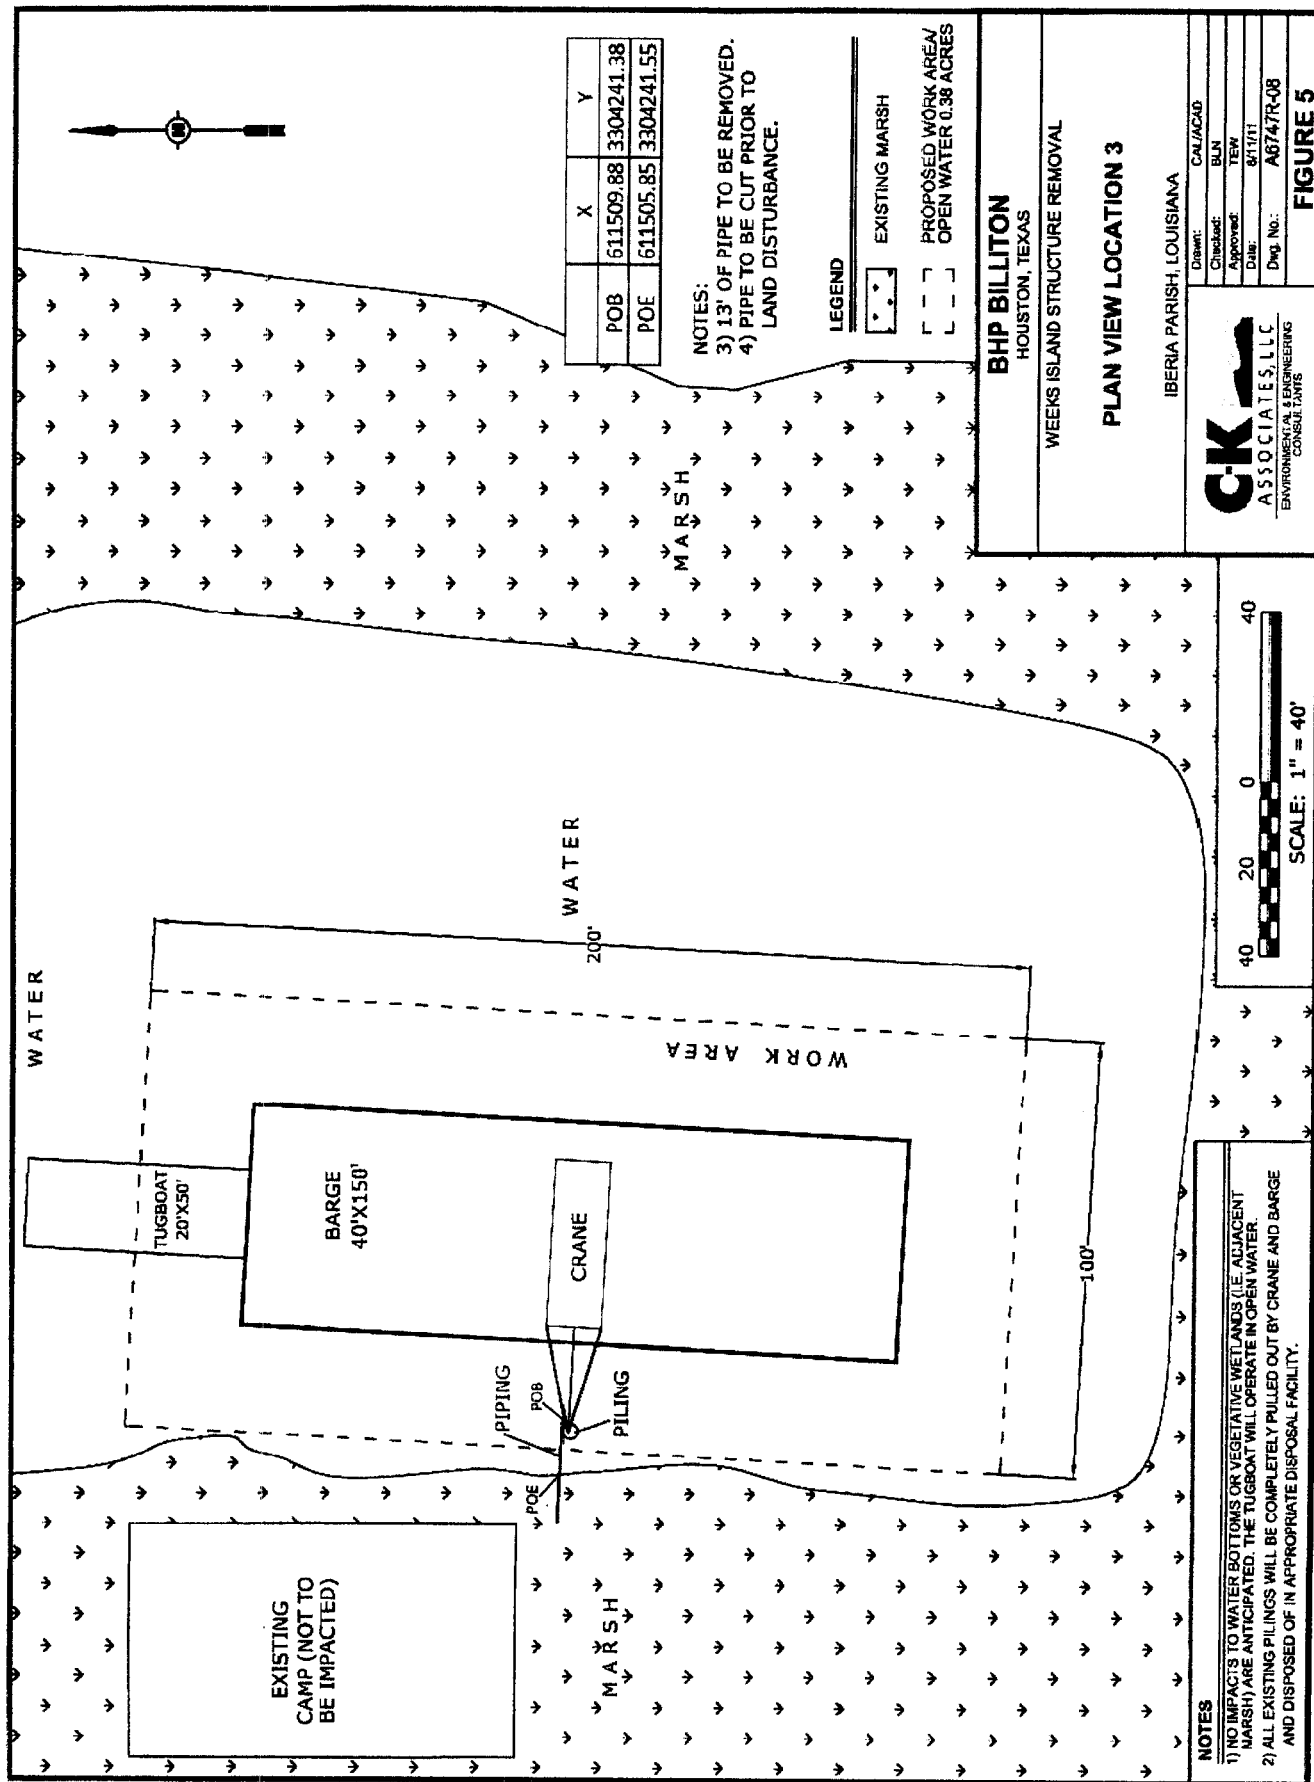 WATER
TUGBOAT
20'X50'
BARGE
40'X150'
CRANE
WORK AREA
200'
WATER
100'
PIPING
POB
PILING
POE
EXISTING
CAMP (NOT TO
BE IMPACTED)
MARSH
MARSH
X Y
POB 611509.88 3304241.38
POE 611505.85 3304241.55
NOTES:
3) 13' OF PIPE TO BE REMOVED.
4) PIPE TO BE CUT PRIOR TO
LAND DISTURBANCE.
LEGEND
EXISTING MARSH
PROPOSED WORK AREA/
OPEN WATER 0.38 ACRES
NOTES
1) NO IMPACTS TO WATER BOTTOMS OR VEGETATIVE WETLANDS (I.E. ADJACENT
MARSH) ARE ANTICIPATED. THE TUGBOAT WILL OPERATE IN OPEN WATER.
2) ALL EXISTING PILINGS WILL BE COMPLETELY PULLED OUT BY CRANE AND BARGE
AND DISPOSED OF IN APPROPRIATE DISPOSAL FACILITY.
40 20 0 40
SCALE: 1" = 40'
BHP BILLITON
HOUSTON, TEXAS
WEEKS ISLAND STRUCTURE REMOVAL
PLAN VIEW LOCATION 3
IBERIA PARISH, LOUISIANA
C-K
ASSOCIATES, LLC
ENVIRONMENTAL & ENGINEERING
CONSULTANTS
Drawn: CAL/ACAD
Checked: BLN
Approved: TEW
Date:
Dwg. No.: A6747R-08
FIGURE 5